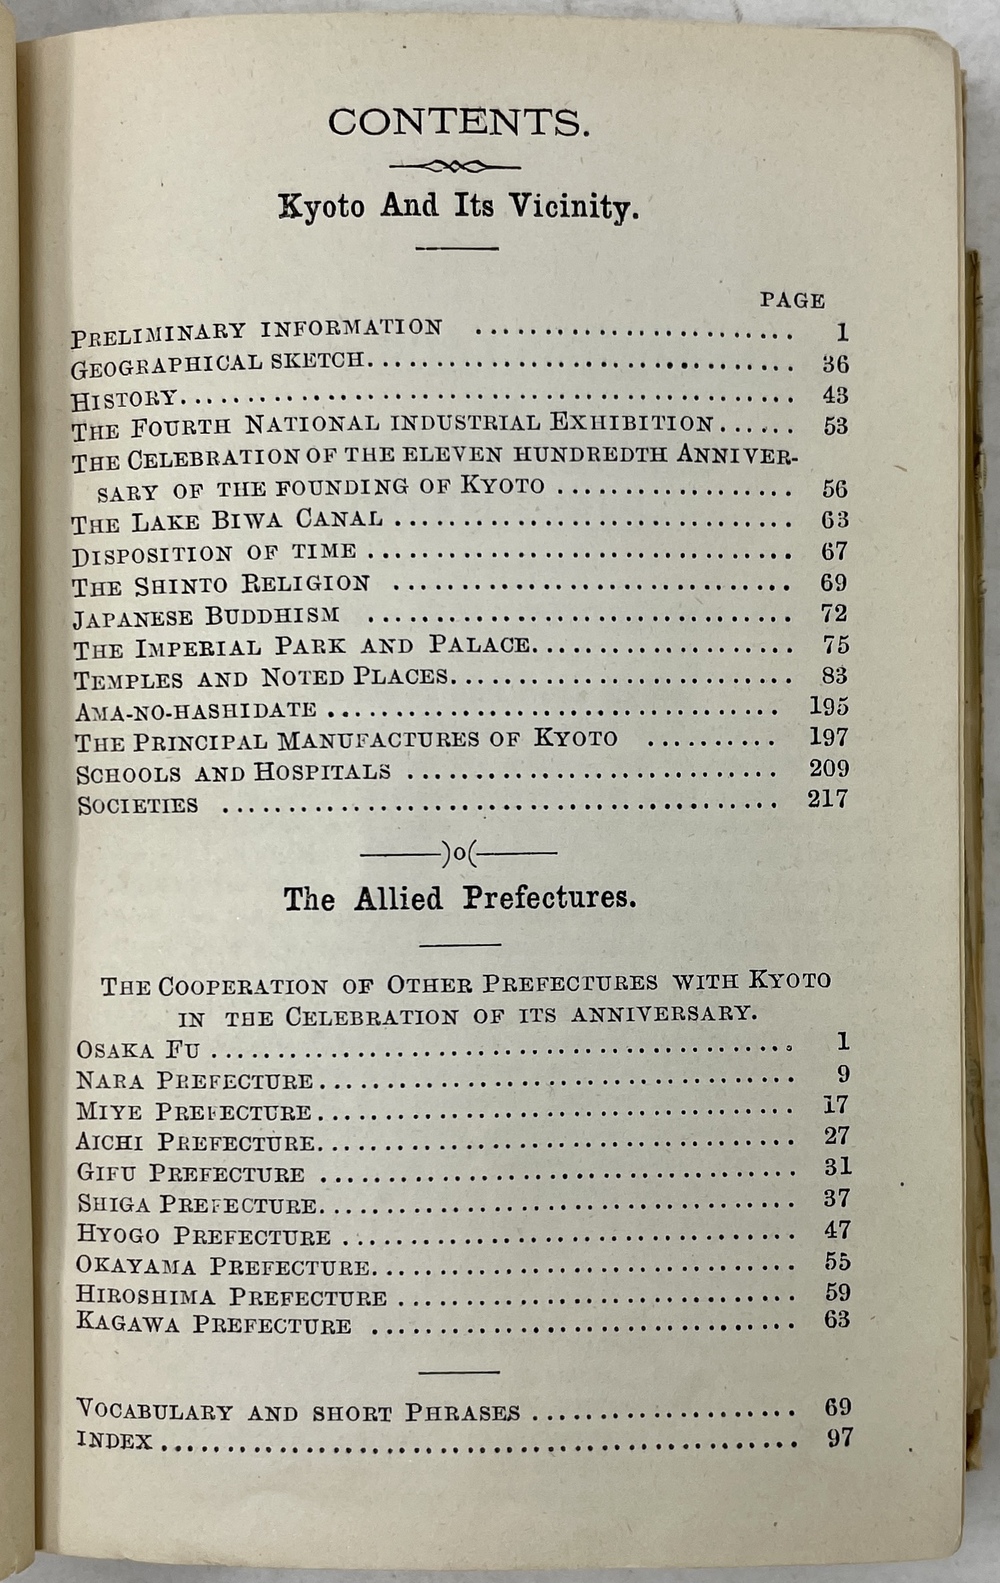 CONTENTS.
Kyoto And Its Vicinity.
PAGE
PRELIMINARY INFORMATION ........................ 1
GEOGRAPHICAL SKETCH................................ 36
HISTORY.............................................. 43
THE FOURTH NATIONAL INDUSTRIAL EXHIBITION...... 53
THE CELEBRATION OF THE ELEVEN HUNDREDTH ANNIVER-
SARY OF THE FOUNDING OF KYOTO .................. 56
THE LAKE BIWA CANAL .............................. 63
DISPOSITION OF TIME ................................ 67
THE SHINTO RELIGION .............................. 69
JAPANESE BUDDHISM ................................ 72
THE IMPERIAL PARK AND PALACE.................... 75
TEMPLES AND NOTED PLACES.......................... 83
AMA-NO-HASHIDATE .................................. 195
THE PRINCIPAL MANUFACTURES OF KYOTO .......... 197
SCHOOLS AND HOSPITALS ............................ 209
SOCIETIES .......................................... 217
)o(
The Allied Prefectures.
THE COOPERATION OF OTHER PREFECTURES WITH KYOTO
IN THE CELEBRATION OF ITS ANNIVERSARY.
OSAKA FU ............................................ 1
NARA PREFECTURE.................................... 9
MIYE PREFECTURE.................................... 17
AICHI PREFECTURE.................................... 27
GIFU PREFECTURE .................................... 31
SHIGA PREFECTURE.................................... 37
HYOGO PREFECTURE .................................. 47
OKAYAMA PREFECTURE................................ 55
HIROSHIMA PREFECTURE .............................. 59
KAGAWA PREFECTURE ................................ 63
VOCABULARY AND SHORT PHRASES .................... 69
INDEX................................................ 97